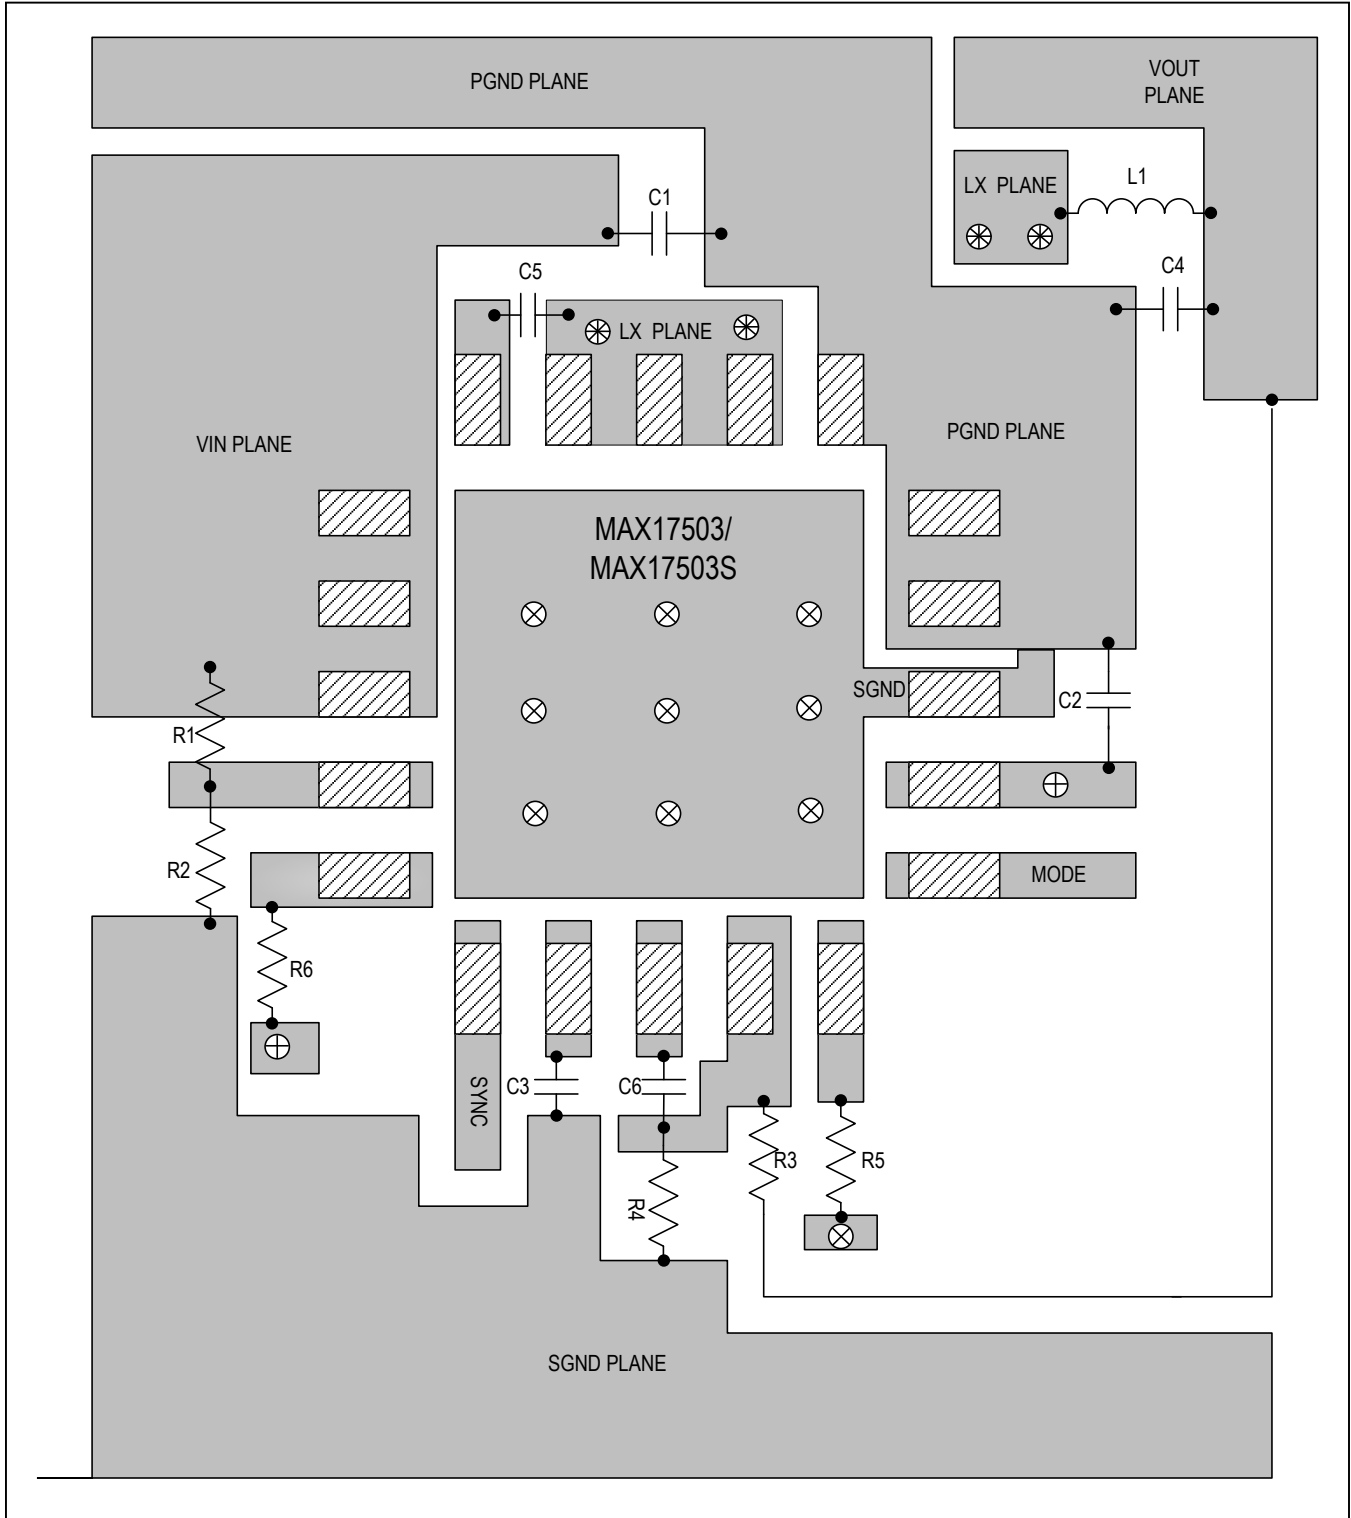 PGND PLANE
VOUT
PLANE
LX PLANE
L1
C1
C4
C5
LX PLANE
VIN PLANE
PGND PLANE
MAX17503/
MAX17503S
SGND
C2
R1
R2
MODE
R6
SYNC
C3
C6
R3
R5
R4
SGND PLANE